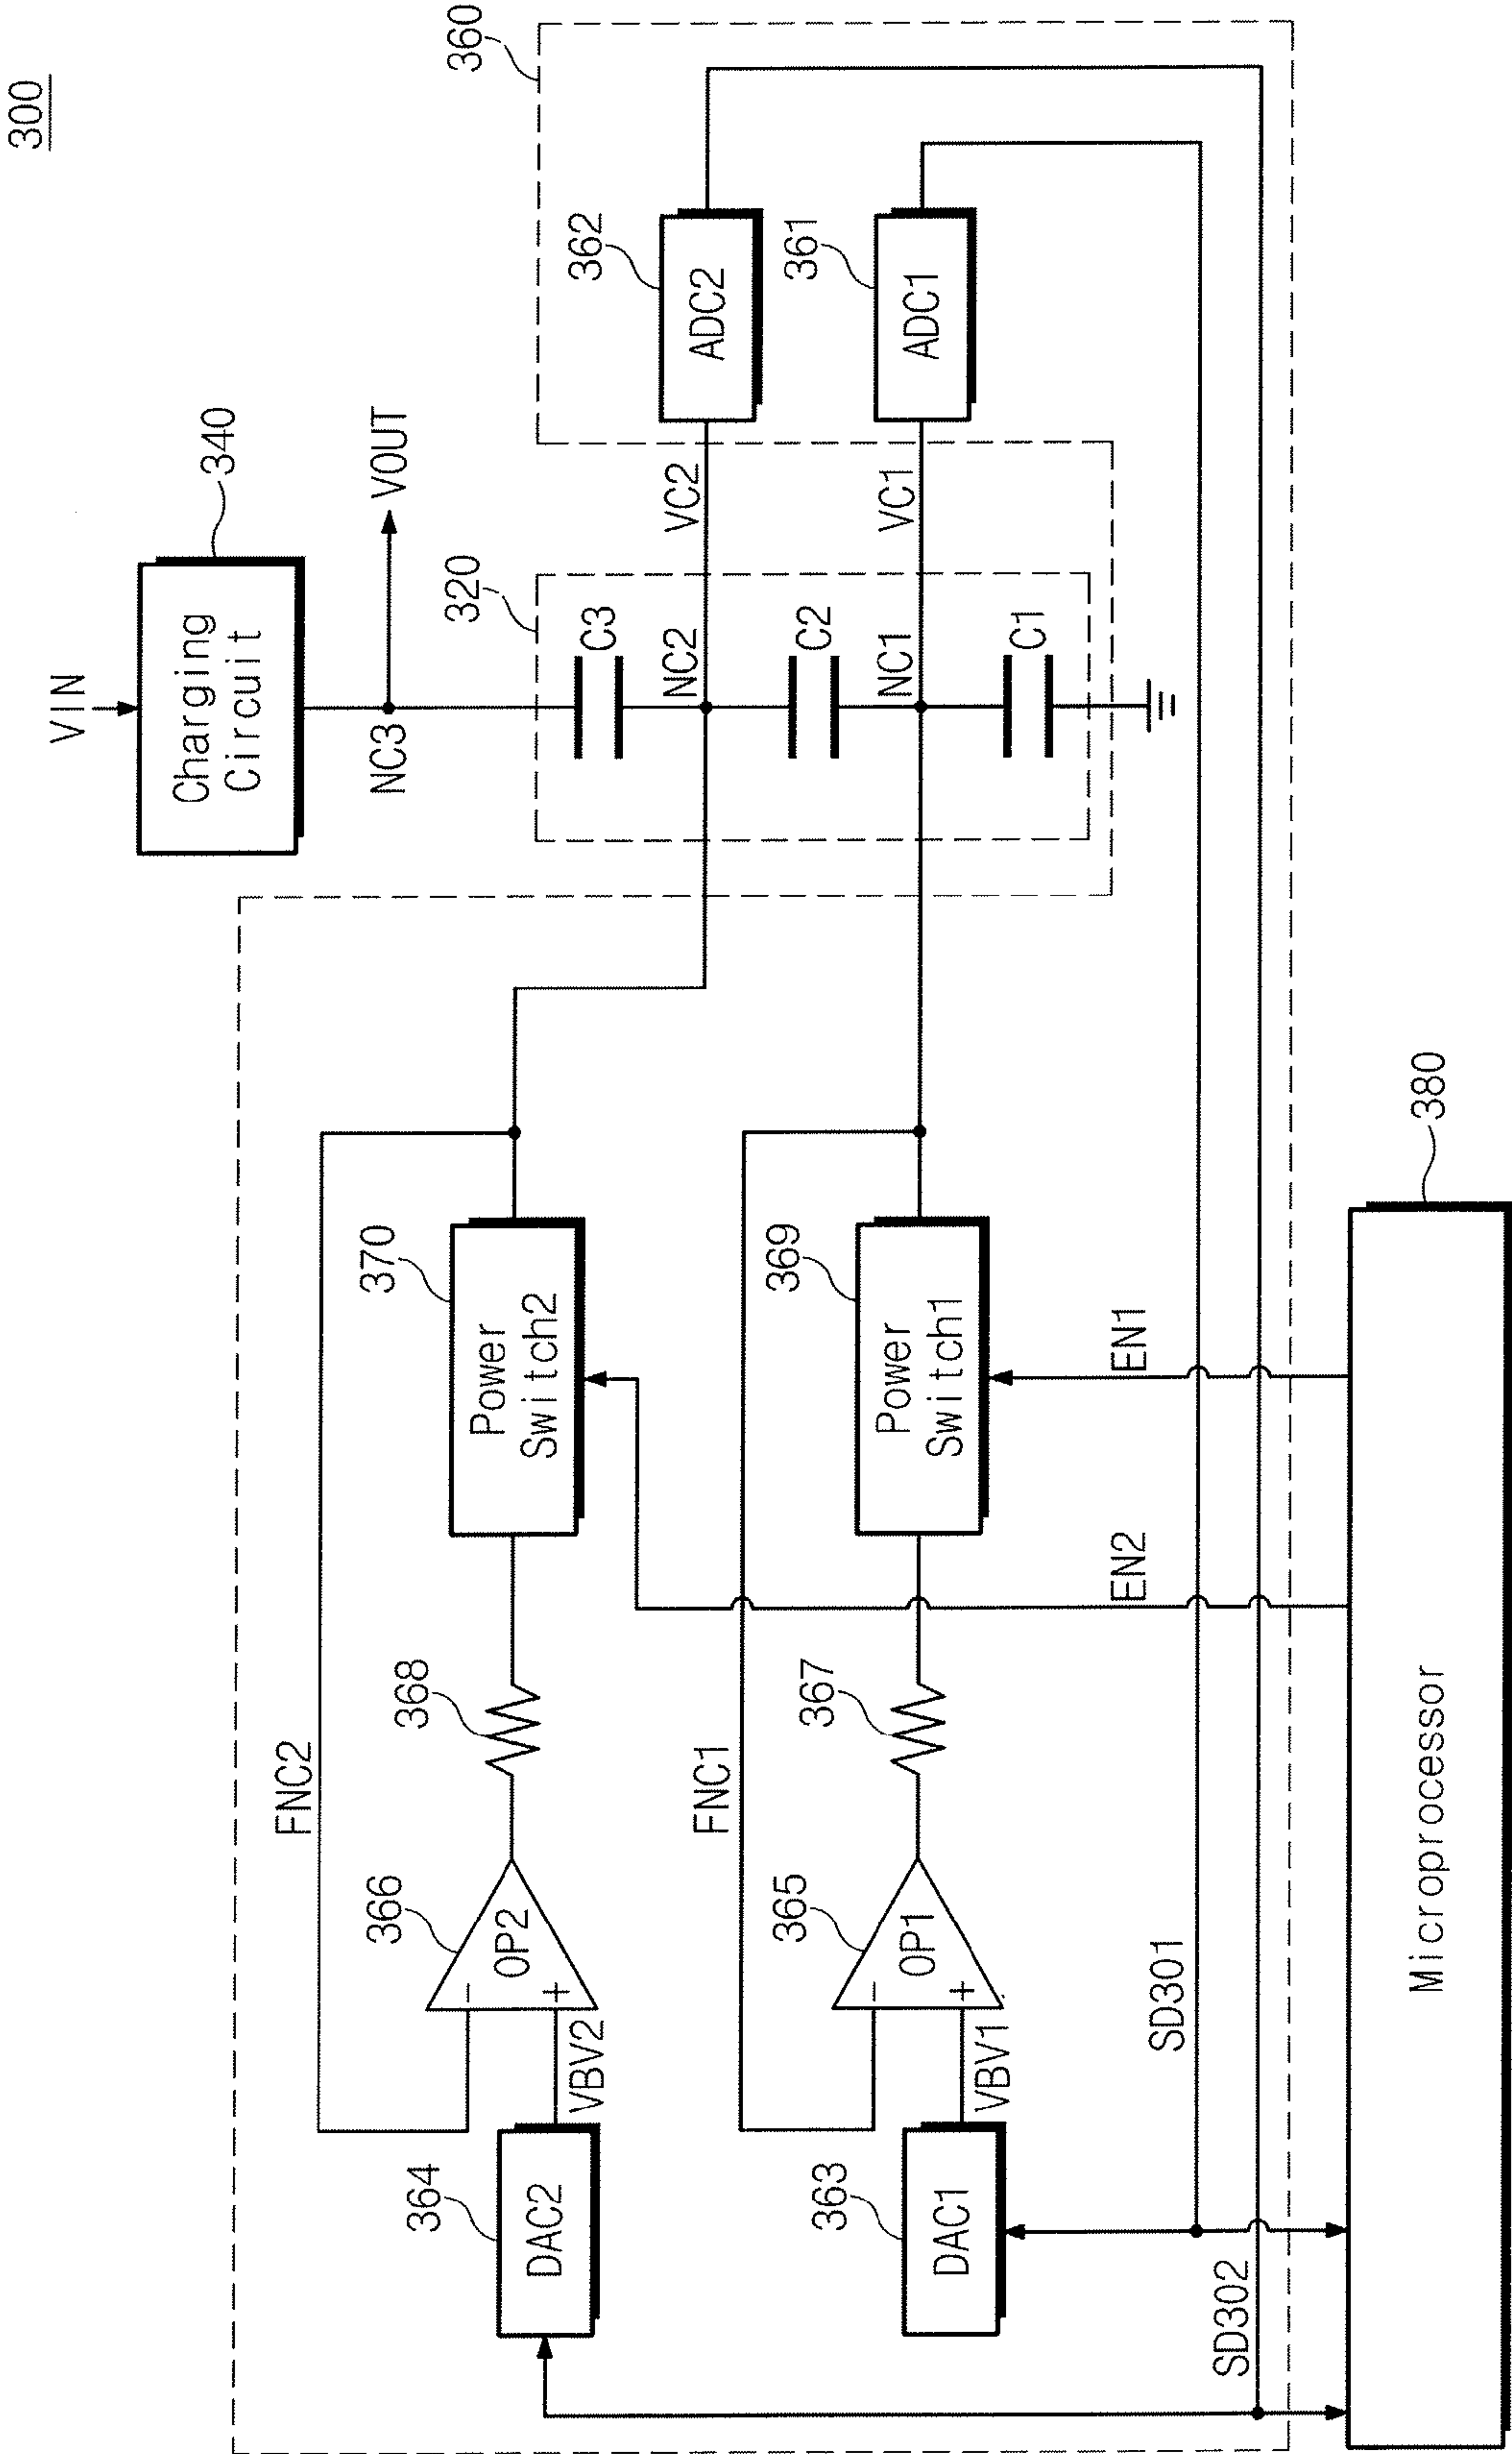 300
VIN
Charging
Circuit
340
VOUT
NC3
320
360
C3
NC2
C2
NC1
C1
VC2
VC1
362
ADC2
361
ADC1
FNC2
370
Power
Switch2
368
366
OP2
-
+
VBV2
364
DAC2
FNC1
369
Power
Switch1
367
365
OP1
-
+
VBV1
363
DAC1
EN1
EN2
SD301
SD302
380
Microprocessor